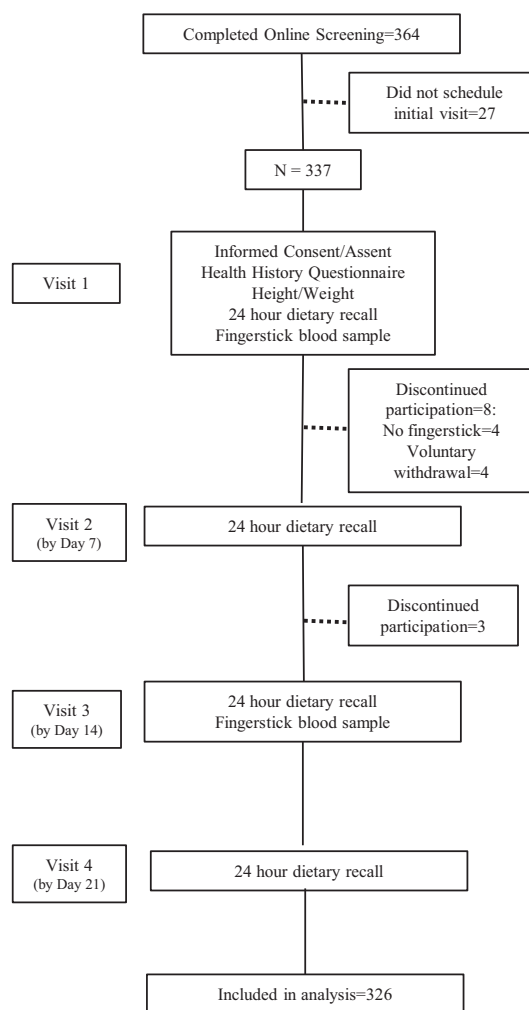 Completed Online Screening=364
Did not schedule
initial visit=27
N = 337
Visit 1
Informed Consent/Assent
Health History Questionnaire
Height/Weight
24 hour dietary recall
Fingerstick blood sample
Discontinued
participation=8:
No fingerstick=4
Voluntary
withdrawal=4
Visit 2
(by Day 7)
24 hour dietary recall
Discontinued
participation=3
Visit 3
(by Day 14)
24 hour dietary recall
Fingerstick blood sample
Visit 4
(by Day 21)
24 hour dietary recall
Included in analysis=326